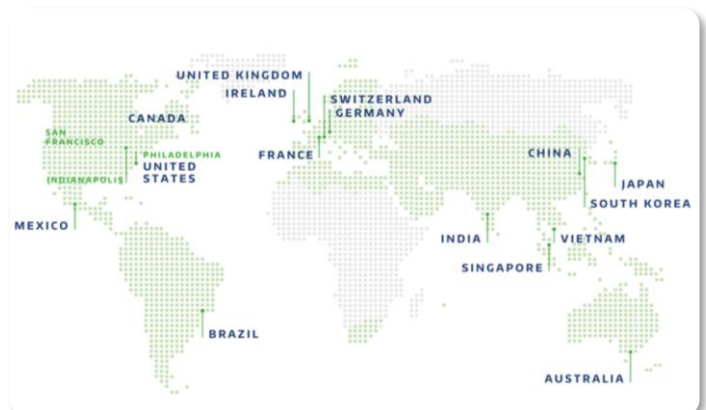 UNITED KINGDOM
IRELAND
SWITZERLAND
GERMANY
CANADA
SAN
FRANCISCO
FRANCE
CHINA
PHILADELPHIA
UNITED
STATES
INDIANAPOLIS
JAPAN
SOUTH KOREA
MEXICO
INDIA
VIETNAM
SINGAPORE
BRAZIL
AUSTRALIA